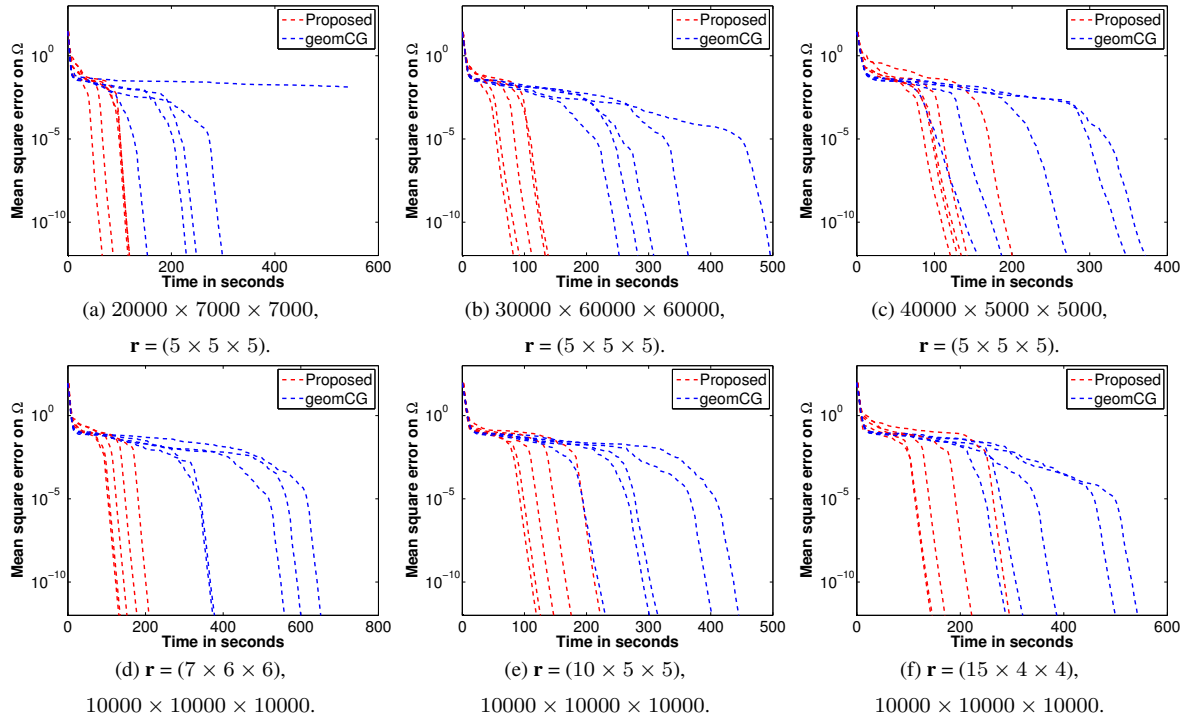 Proposed
geomCG
Mean square error on Ω
10^0
10^-5
10^-10
0 200 400 600
Time in seconds
(a) 20000 × 7000 × 7000,
r = (5 × 5 × 5).
Proposed
geomCG
Mean square error on Ω
10^0
10^-5
10^-10
0 100 200 300 400 500
Time in seconds
(b) 30000 × 60000 × 60000,
r = (5 × 5 × 5).
Proposed
geomCG
Mean square error on Ω
10^0
10^-5
10^-10
0 100 200 300 400
Time in seconds
(c) 40000 × 5000 × 5000,
r = (5 × 5 × 5).
Proposed
geomCG
Mean square error on Ω
10^0
10^-5
10^-10
0 200 400 600 800
Time in seconds
(d) r = (7 × 6 × 6),
10000 × 10000 × 10000.
Proposed
geomCG
Mean square error on Ω
10^0
10^-5
10^-10
0 100 200 300 400 500
Time in seconds
(e) r = (10 × 5 × 5),
10000 × 10000 × 10000.
Proposed
geomCG
Mean square error on Ω
10^0
10^-5
10^-10
0 200 400 600
Time in seconds
(f) r = (15 × 4 × 4),
10000 × 10000 × 10000.